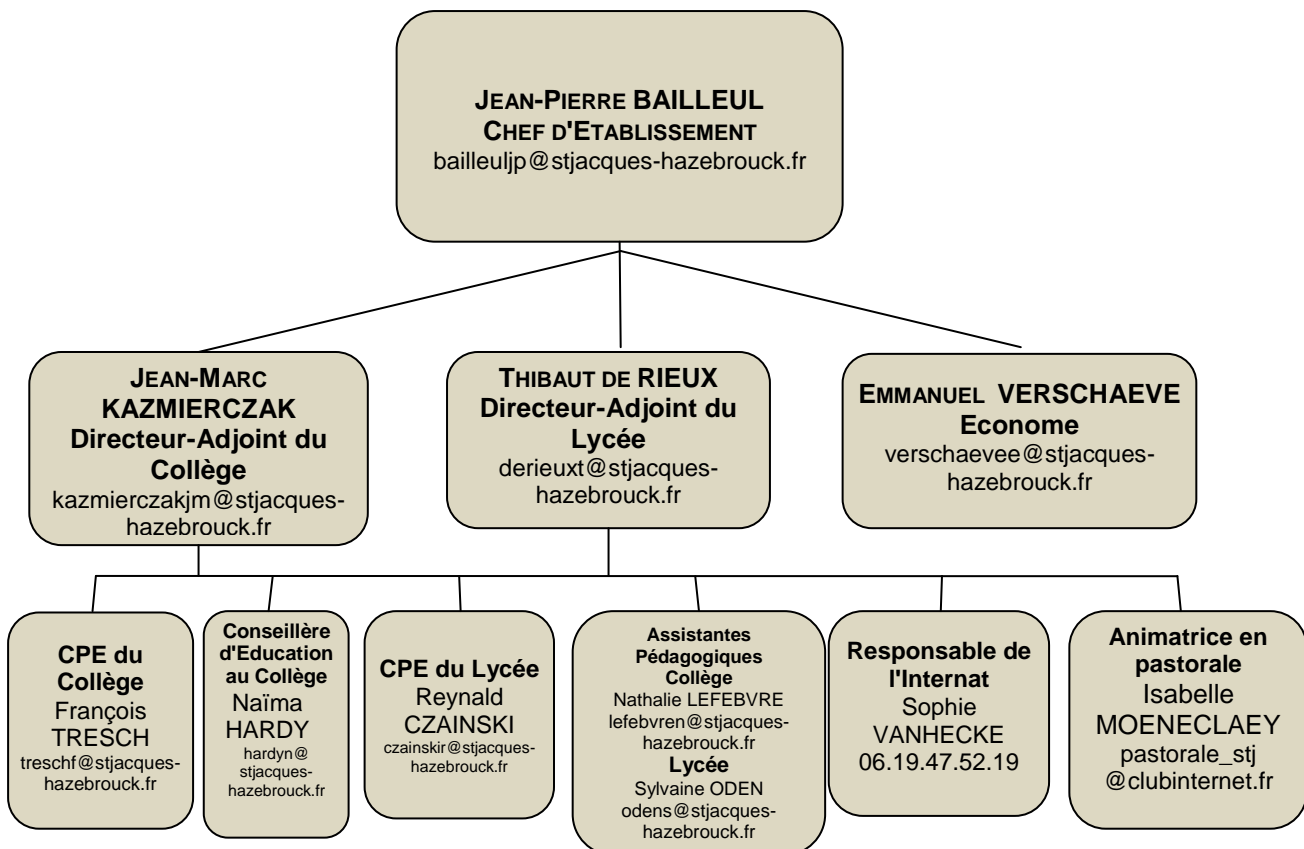 JEAN-PIERRE BAILLEUL
CHEF D'ETABLISSEMENT
bailleuljp@stjacques-hazebrouck.fr
JEAN-MARC
KAZMIERCZAK
Directeur-Adjoint du
Collège
kazmierczakjm@stjacques-
hazebrouck.fr
THIBAUT DE RIEUX
Directeur-Adjoint du
Lycée
derieuxt@stjacques-
hazebrouck.fr
EMMANUEL VERSCHAEVE
Econome
verschaevee@stjacques-
hazebrouck.fr
CPE du
Collège
François
TRESCH
treschf@stjacques-
hazebrouck.fr
Conseillère
d'Education
au Collège
Naïma
HARDY
hardyn@
stjacques-
hazebrouck.fr
CPE du Lycée
Reynald
CZAINSKI
czainskir@stjacques-
hazebrouck.fr
Assistantes
Pédagogiques
Collège
Nathalie LEFEBVRE
lefebvren@stjacques-
hazebrouck.fr
Lycée
Sylvaine ODEN
odens@stjacques-
hazebrouck.fr
Responsable de
l'Internat
Sophie
VANHECKE
06.19.47.52.19
Animatrice en
pastorale
Isabelle
MOENECLAEY
pastorale_stj
@clubinternet.fr